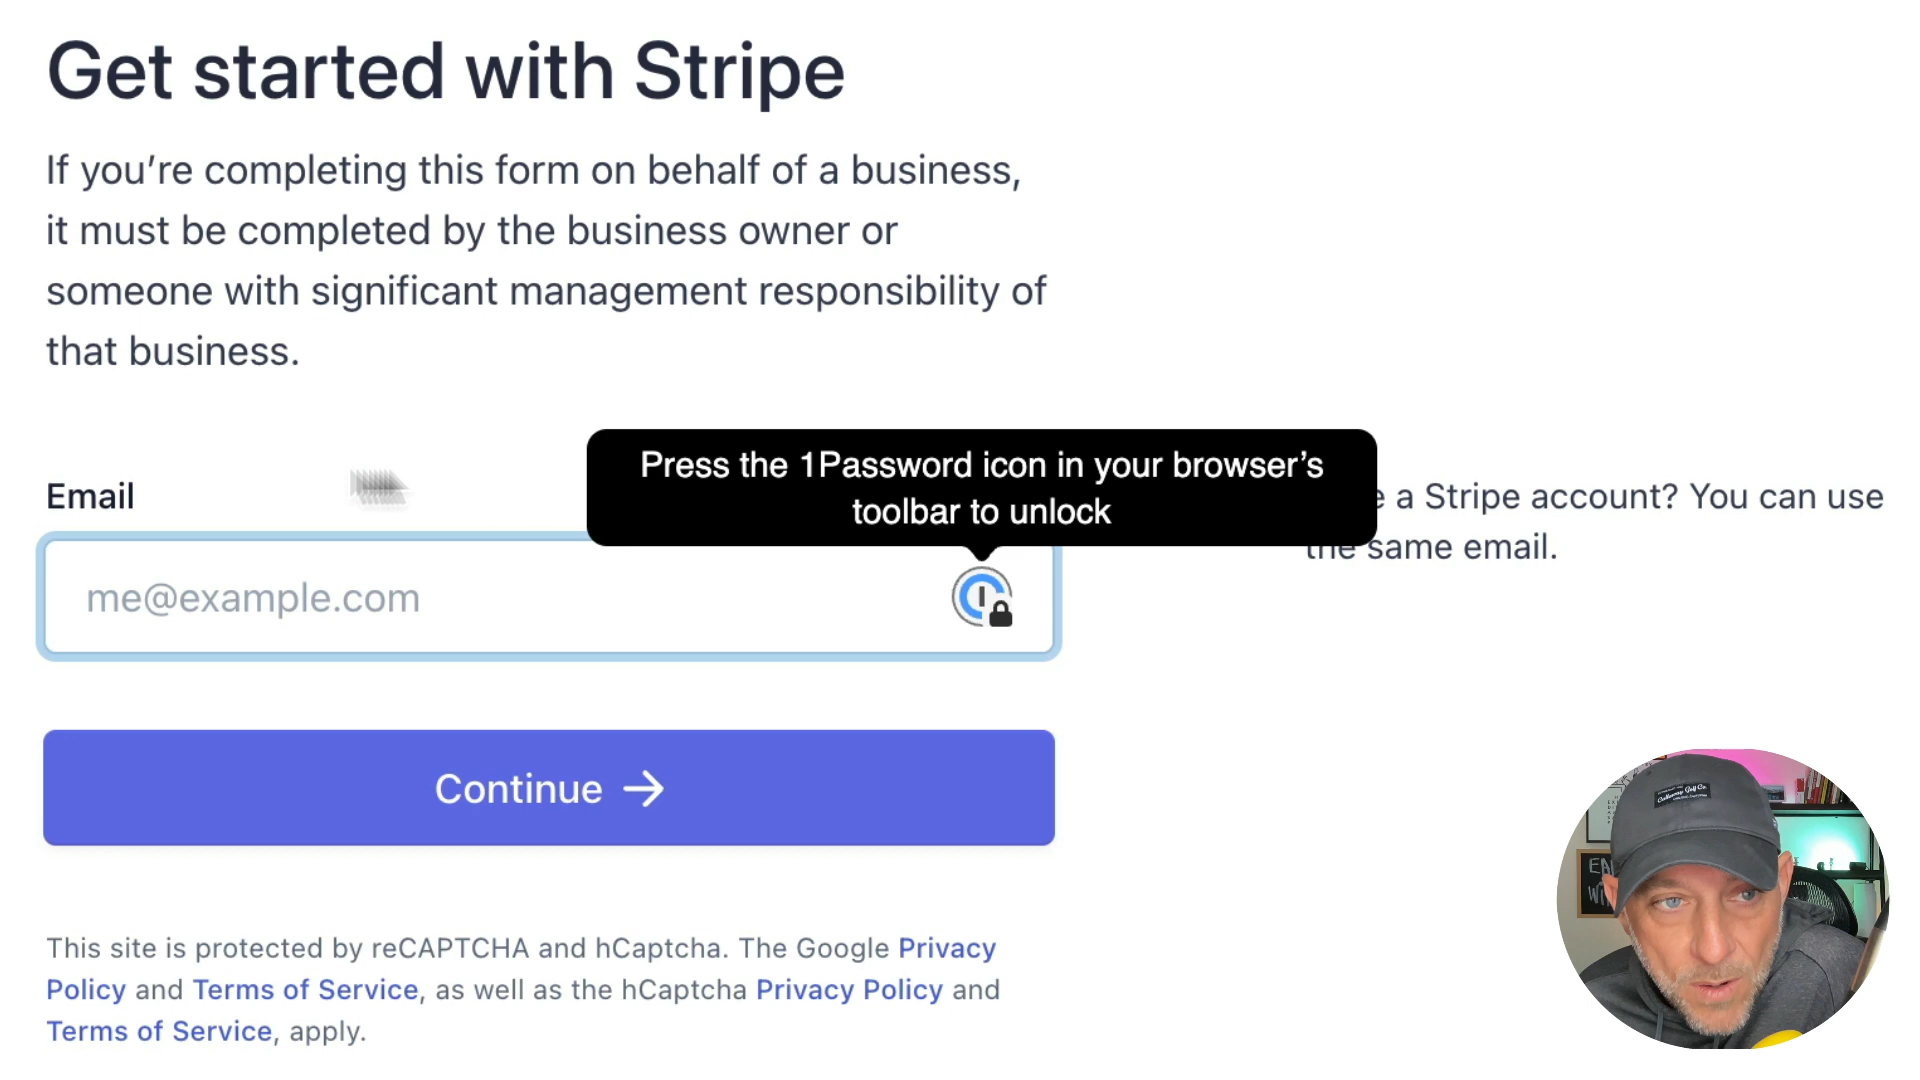 Get started with Stripe
If you’re completing this form on behalf of a business,
it must be completed by the business owner or
someone with significant management responsibility of
that business.
Press the 1Password icon in your browser’s
toolbar to unlock
Email
a Stripe account? You can use
the same email.
me@example.com
Continue →
This site is protected by reCAPTCHA and hCaptcha. The Google Privacy
Policy and Terms of Service, as well as the hCaptcha Privacy Policy and
Terms of Service, apply.
Callaway Golf Co.